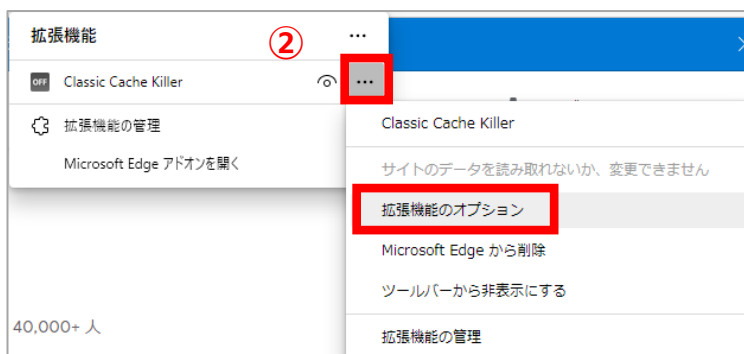 拡張機能
②
...
OFF
Classic Cache Killer
...
拡張機能の管理
Microsoft Edge アドオンを開く
Classic Cache Killer
サイトのデータを読み取れないか、変更できません
拡張機能のオプション
Microsoft Edge から削除
ツールバーから非表示にする
拡張機能の管理
40,000+ 人